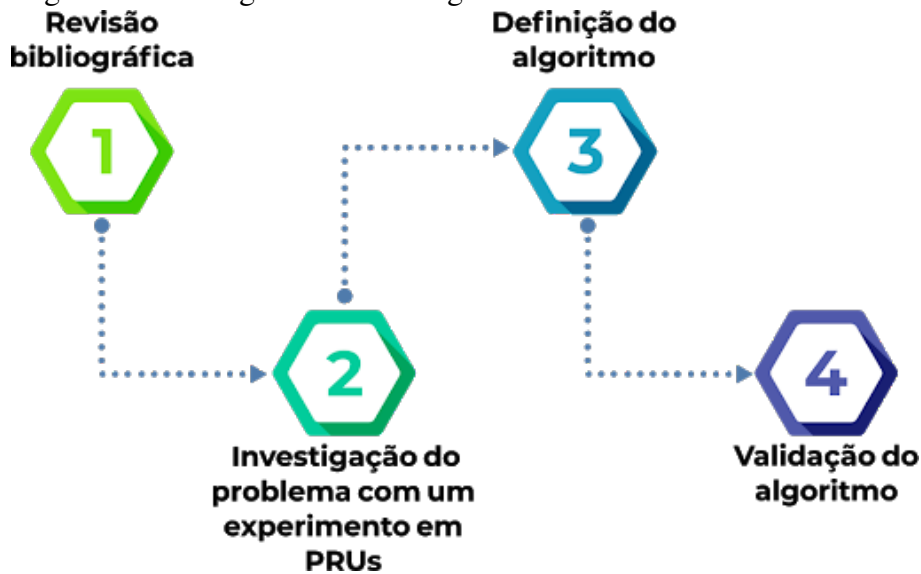 Revisão
bibliográfica
1
2
Investigação do
problema com um
experimento em
PRUs
Definição do
algoritmo
3
4
Validação do
algoritmo